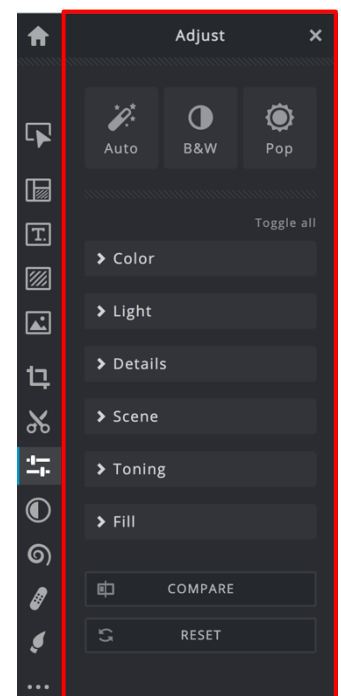 Adjust
Auto B&W Pop
Toggle all
Color
Light
Details
Scene
Toning
Fill
COMPARE
RESET